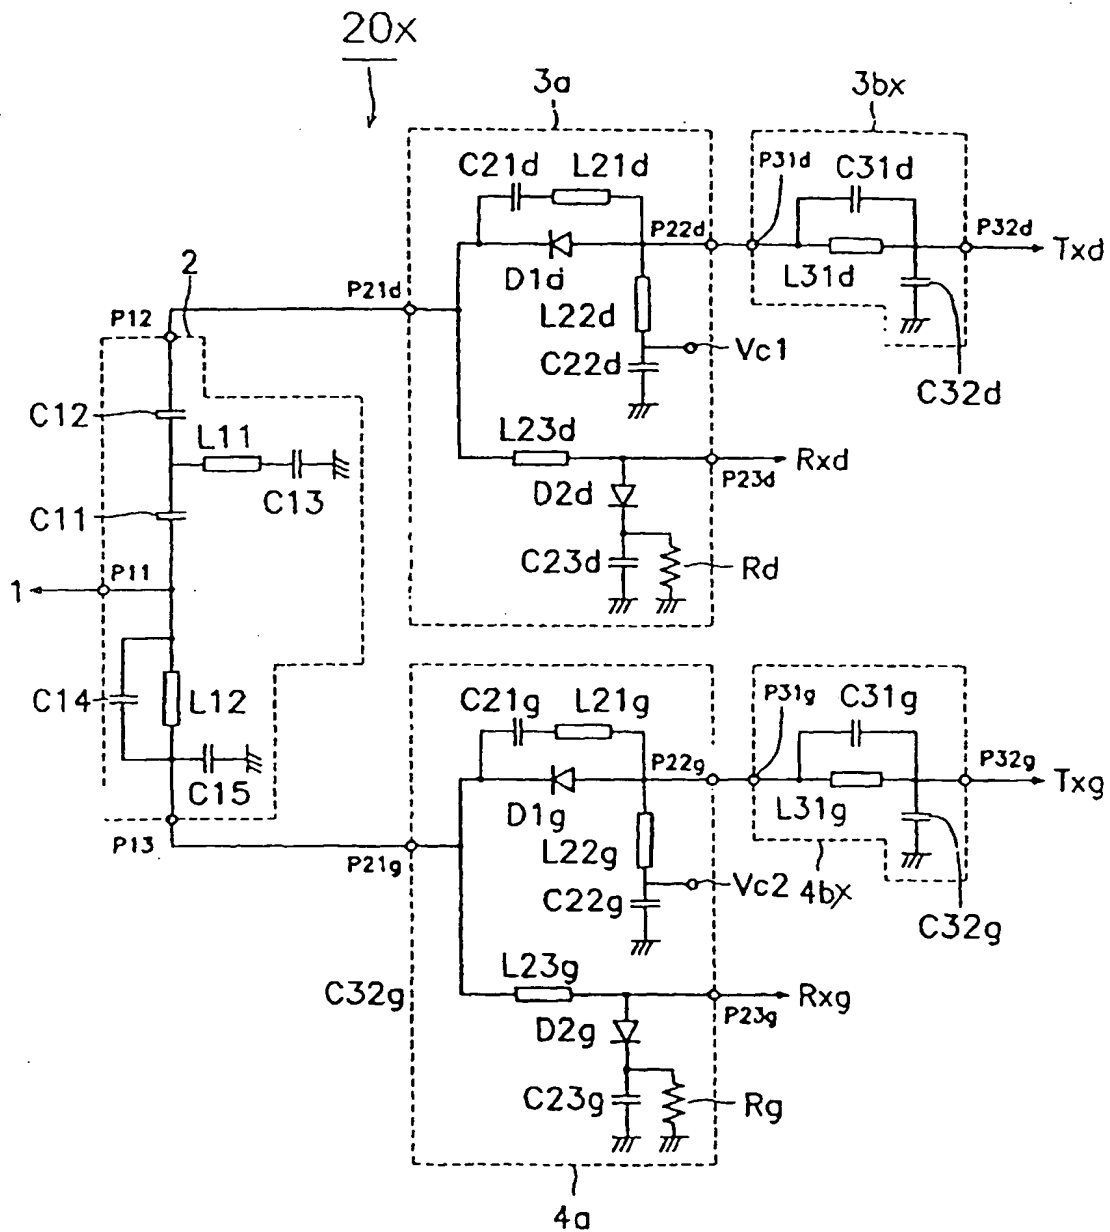 20x
3a
3bx
C21d
L21d
P31d
C31d
P22d
P32d
Txd
2
D1d
L31d
P21d
P12
L22d
Vc1
C22d
C32d
C12
L11
L23d
Rxd
P23d
C13
D2d
C11
C23d
Rd
P11
1
C14
L12
C21g
L21g
P31g
C31g
P22g
P32g
Txg
C15
D1g
L31g
P13
P21g
L22g
Vc2
4bx
C22g
C32g
L23g
C32g
Rxg
P23g
D2g
C23g
Rg
4a